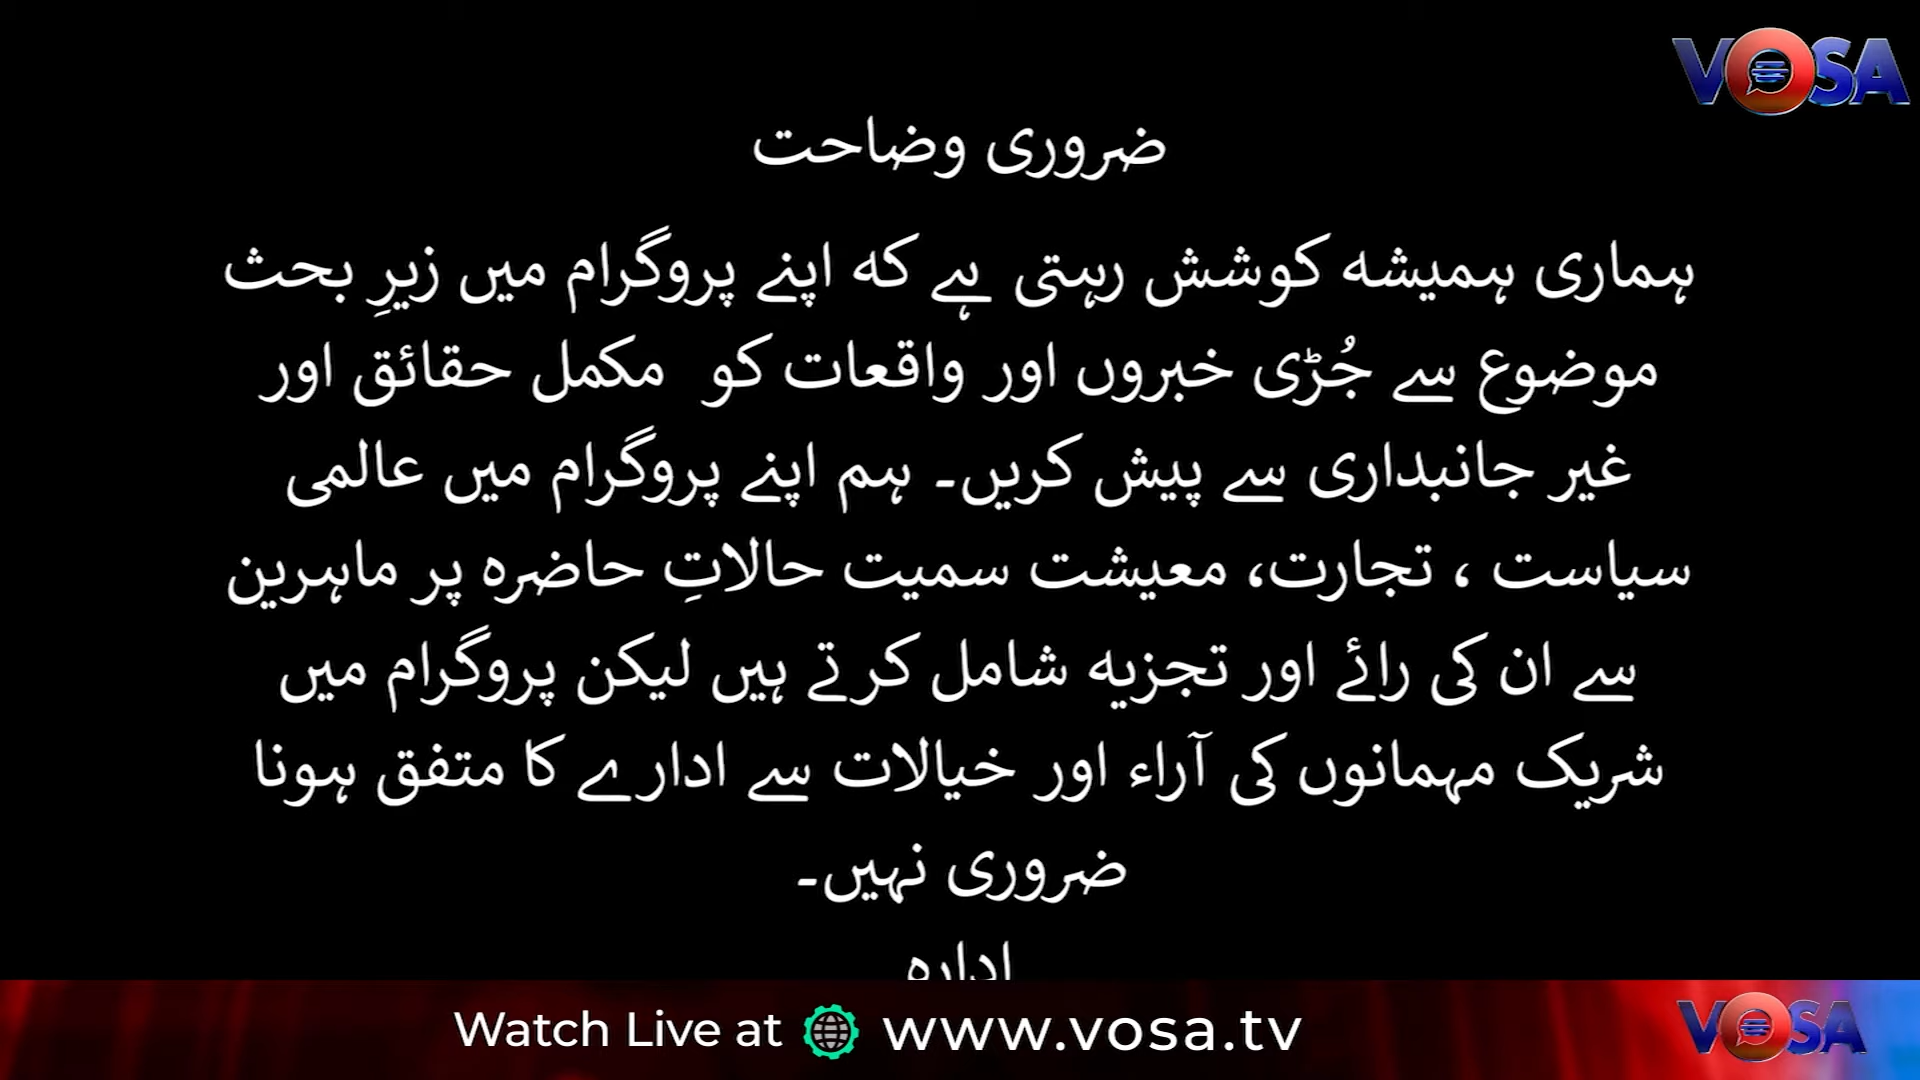 VOSA
ضروری وضاحت
ہماری ہمیشہ کوشش رہتی ہے کہ اپنے پروگرام میں زیرِ بحث
موضوع سے جُڑی خبروں اور واقعات کو مکمل حقائق اور
غیر جانبداری سے پیش کریں۔ ہم اپنے پروگرام میں عالمی
سیاست ، تجارت، معیشت سمیت حالاتِ حاضرہ پر ماہرین
سے ان کی رائے اور تجزیہ شامل کرتے ہیں لیکن پروگرام میں
شریک مہمانوں کی آراء اور خیالات سے ادارے کا متفق ہونا
ضروری نہیں۔
ادارہ
Watch Live at www.vosa.tv
VOSA